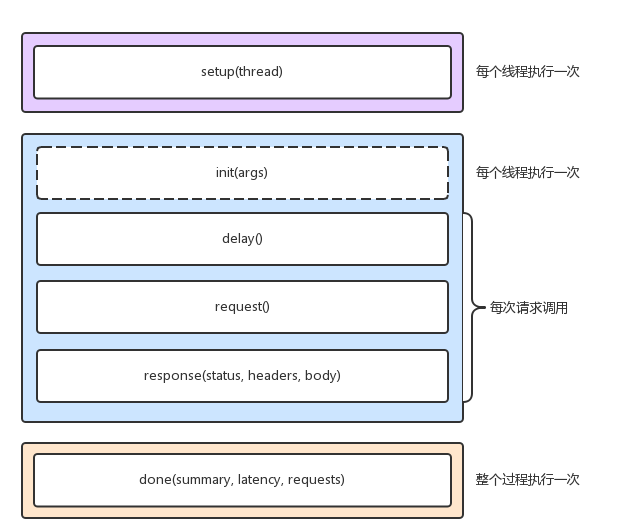 setup(thread)
每个线程执行一次
init(args)
每个线程执行一次
delay()
request()
每次请求调用
response(status, headers, body)
done(summary, latency, requests)
整个过程执行一次